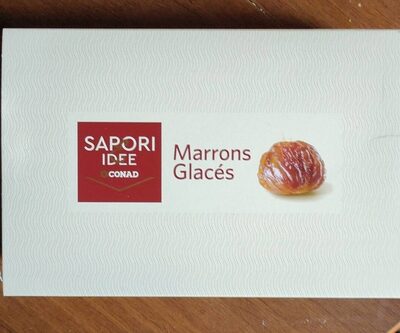 SAPORI
&
IDEE
CONAD
Marrons
Glacés